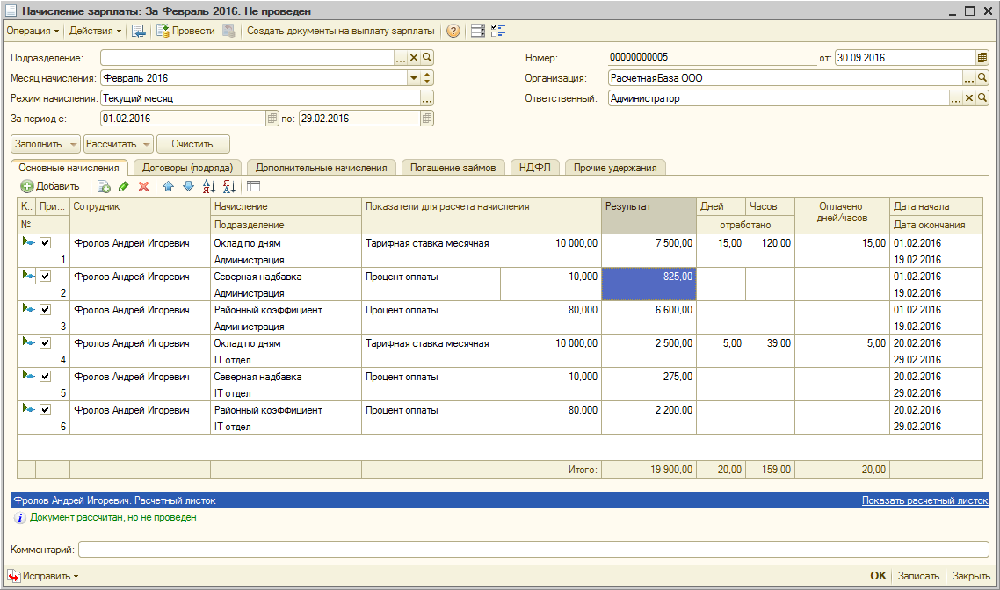 Начисление зарплаты: За Февраль 2016. Не проведен
Операция Действия Провести Создать документы на выплату зарплаты
Подразделение: Номер: 00000000005 от: 30.09.2016
Месяц начисления: Февраль 2016 Организация: РасчетнаяБаза ООО
Режим начисления: Текущий месяц Ответственный: Администратор
За период с: 01.02.2016 по: 29.02.2016
Заполнить Рассчитать Очистить
Основные начисления Договоры (подряда) Дополнительные начисления Погашение займов НДФЛ Прочие удержания
Добавить
К.. При... Сотрудник Начисление Показатели для расчета начисления Результат Дней Часов Оплачено дней/часов Дата начала
№ Подразделение отработано Дата окончания
Фролов Андрей Игоревич Оклад по дням Тарифная ставка месячная 10 000,00 7 500,00 15,00 120,00 15,00 01.02.2016
1 Администрация 19.02.2016
Фролов Андрей Игоревич Северная надбавка Процент оплаты 10,000 825,00 01.02.2016
2 Администрация 19.02.2016
Фролов Андрей Игоревич Районный коэффициент Процент оплаты 80,000 6 600,00 01.02.2016
3 Администрация 19.02.2016
Фролов Андрей Игоревич Оклад по дням Тарифная ставка месячная 10 000,00 2 500,00 5,00 39,00 5,00 20.02.2016
4 IT отдел 29.02.2016
Фролов Андрей Игоревич Северная надбавка Процент оплаты 10,000 275,00 20.02.2016
5 IT отдел 29.02.2016
Фролов Андрей Игоревич Районный коэффициент Процент оплаты 80,000 2 200,00 20.02.2016
6 IT отдел 29.02.2016
Итого: 19 900,00 20,00 159,00 20,00
Фролов Андрей Игоревич. Расчетный листок Показать расчетный листок
Документ рассчитан, но не проведен
Комментарий:
Исправить OK Записать Закрыть